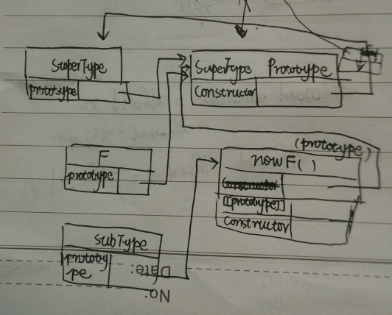 SuperType
prototype
SuperType Prototype
Constructor
F
prototype
(prototype)
new F( )
constructor
[[prototype]]
Constructor
SubType
prototy
pe
Date:
No: